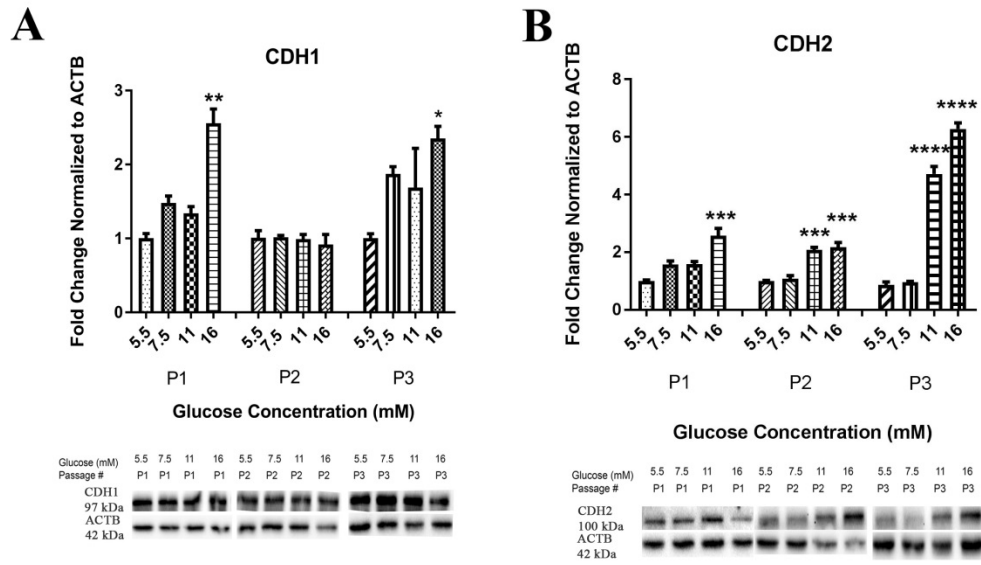 A
CDH1
Fold Change Normalized to ACTB
3
2
1
0
** *
5.5 7.5 11 16 5.5 7.5 11 16 5.5 7.5 11 16
P1 P2 P3
Glucose Concentration (mM)
Glucose (mM) 5.5 7.5 11 16 5.5 7.5 11 16 5.5 7.5 11 16
Passage # P1 P1 P1 P1 P2 P2 P2 P2 P3 P3 P3 P3
CDH1
97 kDa
ACTB
42 kDa
B
CDH2
Fold Change Normalized to ACTB
8
6
4
2
0
*** *** *** **** ****
5.5 7.5 11 16 5.5 7.5 11 16 5.5 7.5 11 16
P1 P2 P3
Glucose Concentration (mM)
Glucose (mM) 5.5 7.5 11 16 5.5 7.5 11 16 5.5 7.5 11 16
Passage # P1 P1 P1 P1 P2 P2 P2 P2 P3 P3 P3 P3
CDH2
100 kDa
ACTB
42 kDa